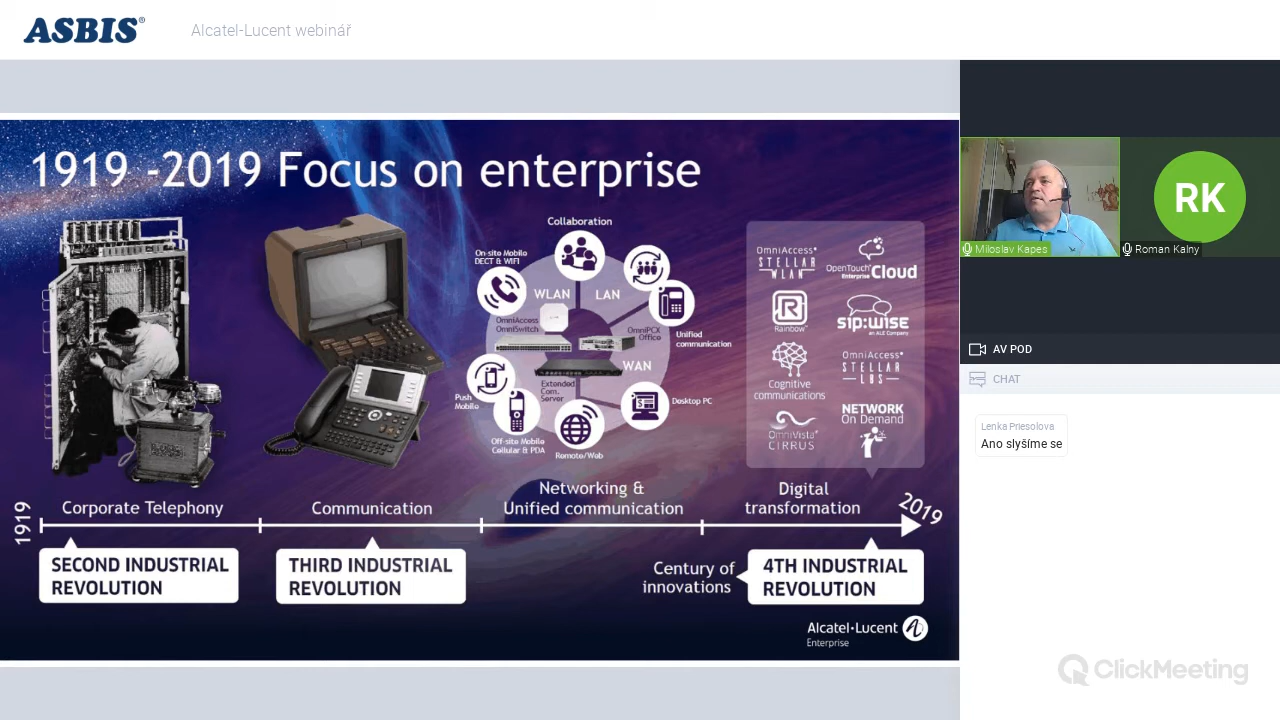 ASBIS®
Alcatel-Lucent webinář
1919 -2019 Focus on enterprise
Collaboration
On-site Mobile
DECT & WIFI
WLAN
LAN
OmniAccess
OmniSwitch
OmniPCX
Office
Unified
communication
WAN
Extended
Com.
Server
Push
Mobile
Desktop PC
Off-site Mobile
Cellular & PDA
Remote/Web
OmniAccess®
STELLAR
WLAN
OpenTouch®
Enterprise Cloud
Rainbow™
sip:wise
an ALE Company
Cognitive
communications
OmniAccess®
STELLAR
LBS
OmniVista®
CIRRUS
NETWORK
On Demand
1919
Corporate Telephony
Communication
Networking &
Unified communication
Digital
transformation
2019
SECOND INDUSTRIAL
REVOLUTION
THIRD INDUSTRIAL
REVOLUTION
Century of
innovations
4TH INDUSTRIAL
REVOLUTION
Alcatel·Lucent
Enterprise
Miloslav Kapes
RK
Roman Kalny
AV POD
CHAT
Lenka Priesolova
Ano slyšíme se
ClickMeeting